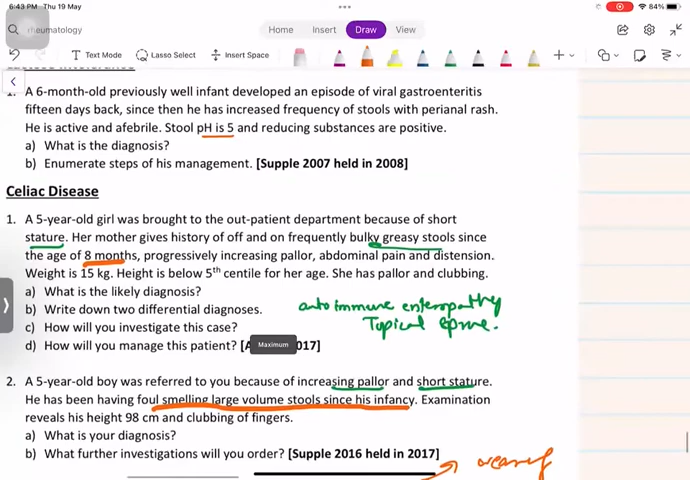 6:43 PM Thu 19 May
84%
rheumatology
Home Insert Draw View
Text Mode Lasso Select Insert Space
1. A 6-month-old previously well infant developed an episode of viral gastroenteritis
fifteen days back, since then he has increased frequency of stools with perianal rash.
He is active and afebrile. Stool pH is 5 and reducing substances are positive.
a) What is the diagnosis?
b) Enumerate steps of his management. [Supple 2007 held in 2008]
Celiac Disease
1. A 5-year-old girl was brought to the out-patient department because of short
stature. Her mother gives history of off and on frequently bulky greasy stools since
the age of 8 months, progressively increasing pallor, abdominal pain and distension.
Weight is 15 kg. Height is below 5th centile for her age. She has pallor and clubbing.
a) What is the likely diagnosis?
b) Write down two differential diagnoses.
auto immune enteropathy
c) How will you investigate this case?
Topical
d) How will you manage this patient? [A 017]
Maximum
2. A 5-year-old boy was referred to you because of increasing pallor and short stature.
He has been having foul smelling large volume stools since his infancy. Examination
reveals his height 98 cm and clubbing of fingers.
a) What is your diagnosis?
b) What further investigations will you order? [Supple 2016 held in 2017]